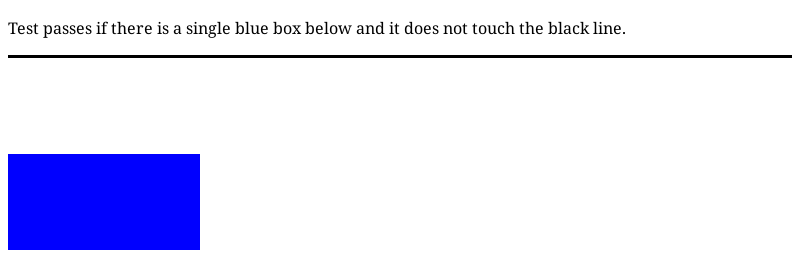 Test passes if there is a single blue box below and it does not touch the black line.